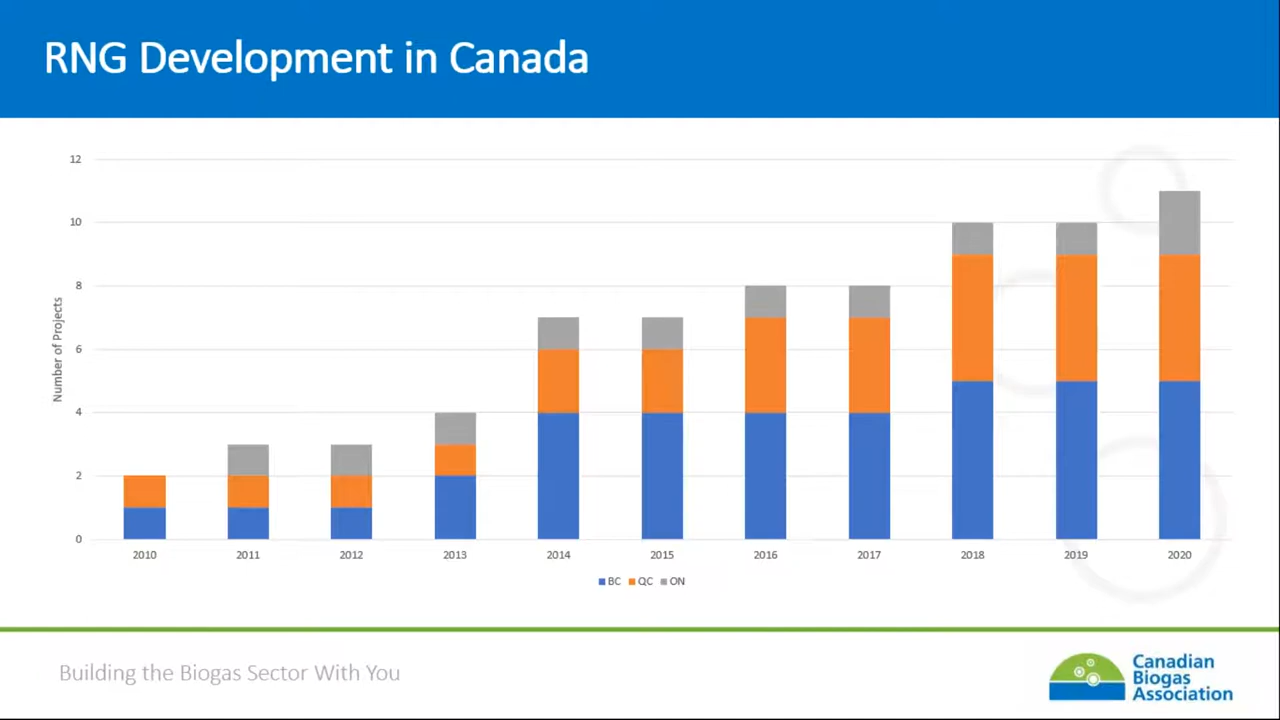 RNG Development in Canada
12
10
8
6
4
2
0
Number of Projects
2010 2011 2012 2013 2014 2015 2016 2017 2018 2019 2020
BC QC ON
Building the Biogas Sector With You
Canadian
Biogas
Association